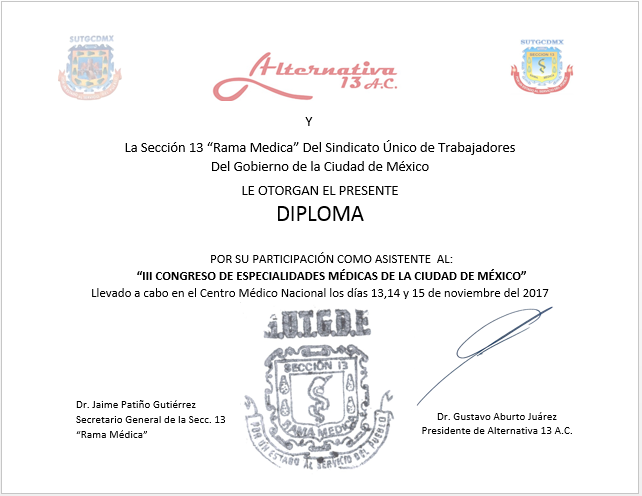 SUTGCDMX
SUTGCDMX
SECCIÓN 13
Alternativa
13 A.C.
Y
La Sección 13 “Rama Medica” Del Sindicato Único de Trabajadores
Del Gobierno de la Ciudad de México
LE OTORGAN EL PRESENTE
DIPLOMA
POR SU PARTICIPACIÓN COMO ASISTENTE AL:
“III CONGRESO DE ESPECIALIDADES MÉDICAS DE LA CIUDAD DE MÉXICO”
Llevado a cabo en el Centro Médico Nacional los días 13,14 y 15 de noviembre del 2017
S.U.T.G.D.F
SECCIÓN 13
RAMA MEDICA
POR UN ESTADO AL SERVICIO DEL PUEBLO
Dr. Jaime Patiño Gutiérrez
Secretario General de la Secc. 13
“Rama Médica”
Dr. Gustavo Aburto Juárez
Presidente de Alternativa 13 A.C.